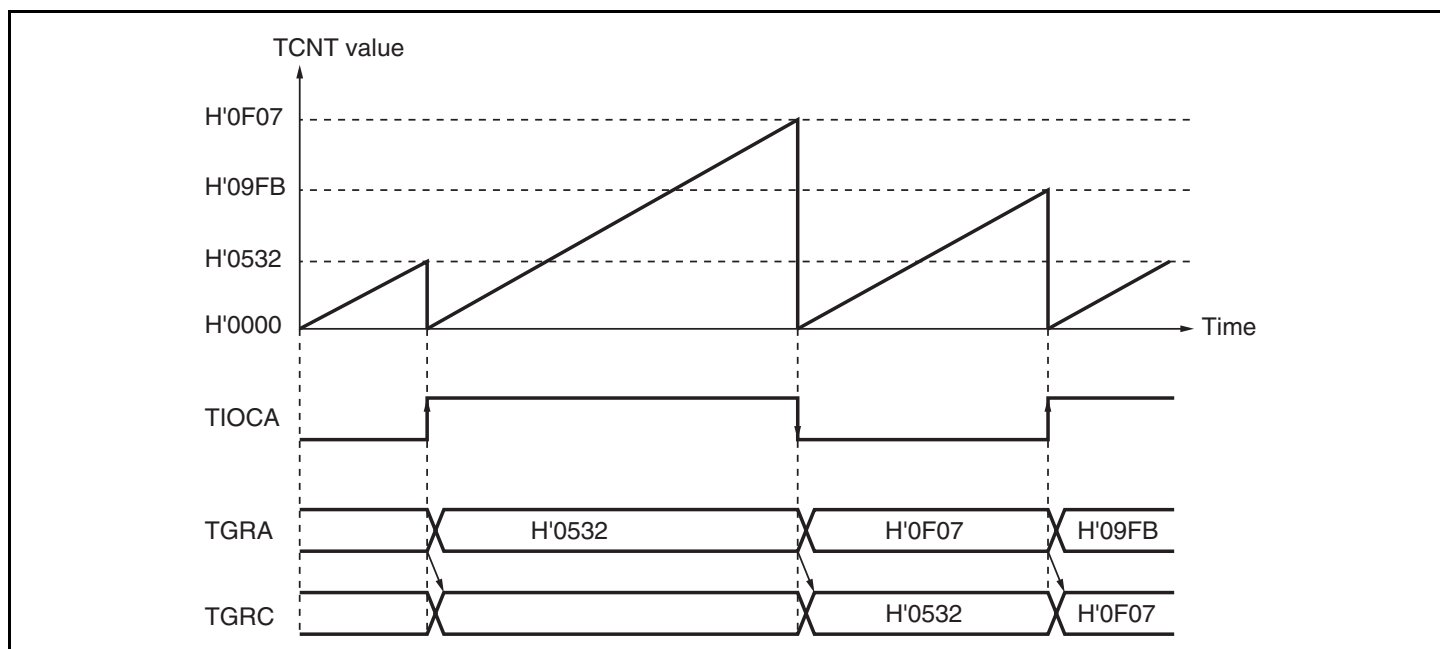 TCNT value
H'0F07
H'09FB
H'0532
H'0000
Time
TIOCA
TGRA
H'0532
H'0F07
H'09FB
TGRC
H'0532
H'0F07